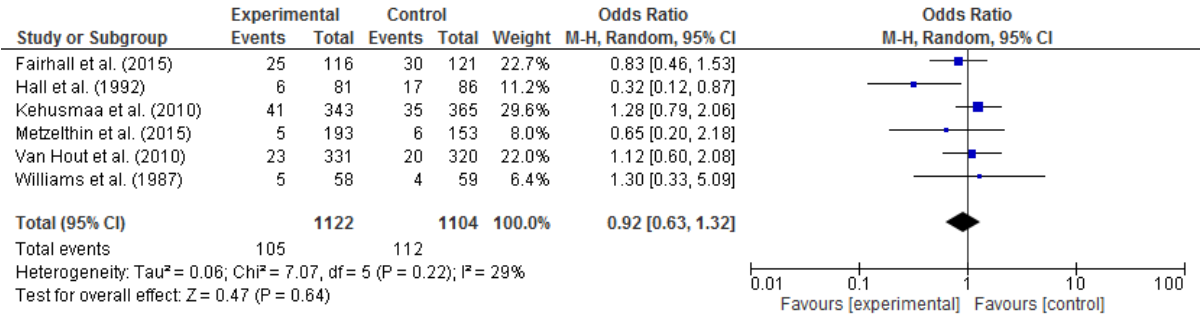 Experimental Control Odds Ratio Odds Ratio
Study or Subgroup Events Total Events Total Weight M-H, Random, 95% CI M-H, Random, 95% CI
Fairhall et al. (2015) 25 116 30 121 22.7% 0.83 [0.46, 1.53]
Hall et al. (1992) 6 81 17 86 11.2% 0.32 [0.12, 0.87]
Kehusmaa et al. (2010) 41 343 35 365 29.6% 1.28 [0.79, 2.06]
Metzelthin et al. (2015) 5 193 6 153 8.0% 0.65 [0.20, 2.18]
Van Hout et al. (2010) 23 331 20 320 22.0% 1.12 [0.60, 2.08]
Williams et al. (1987) 5 58 4 59 6.4% 1.30 [0.33, 5.09]
Total (95% CI) 1122 1104 100.0% 0.92 [0.63, 1.32]
Total events 105 112
Heterogeneity: Tau² = 0.06; Chi² = 7.07, df = 5 (P = 0.22); I² = 29%
Test for overall effect: Z = 0.47 (P = 0.64)
0.01 0.1 1 10 100
Favours [experimental] Favours [control]